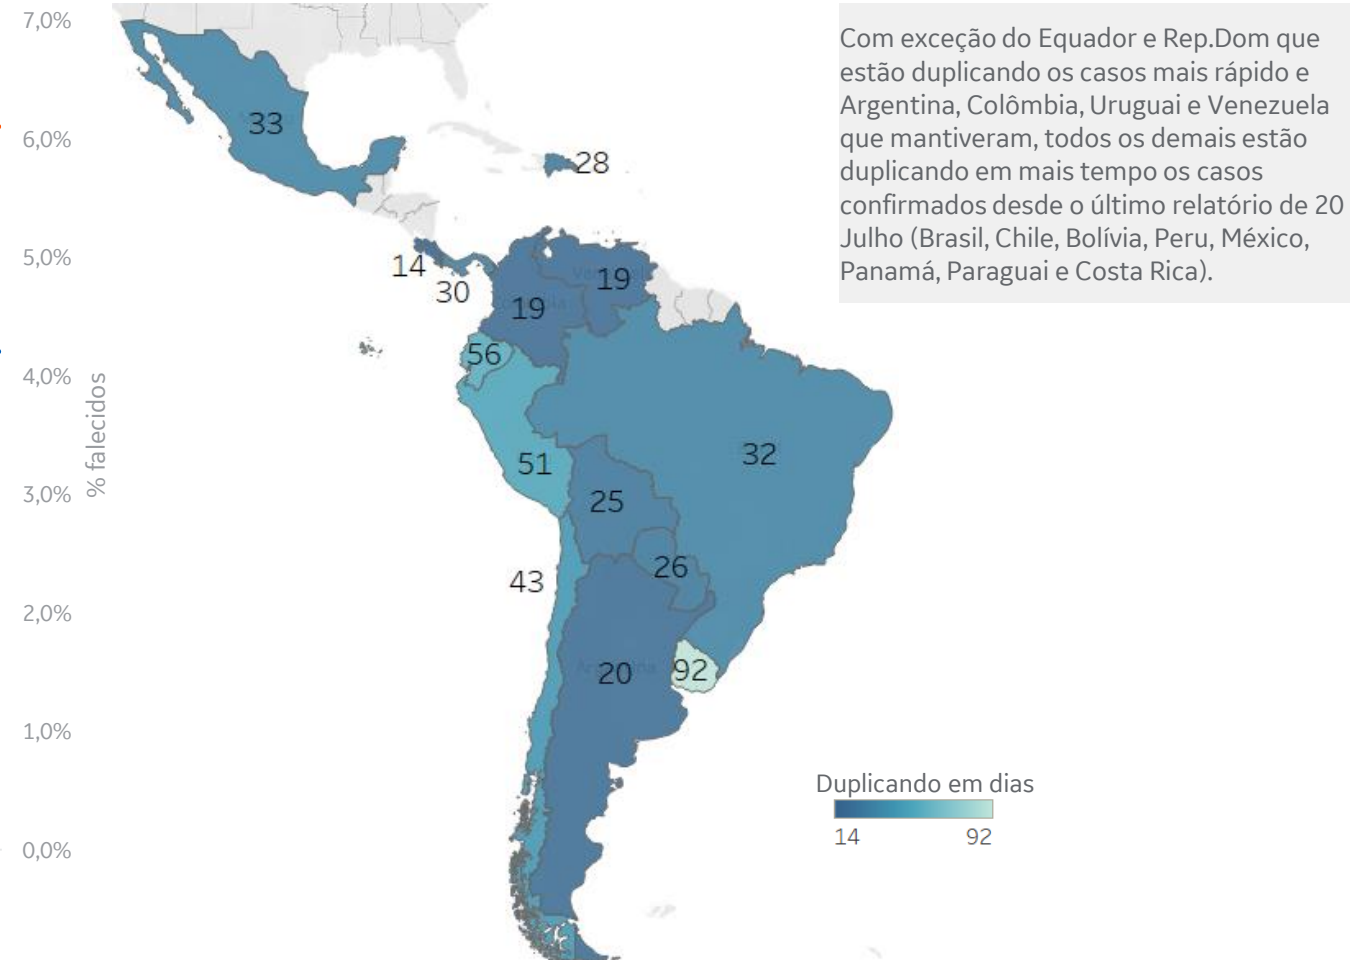 7,0%
6,0%
5,0%
4,0%
3,0%
2,0%
1,0%
0,0%
% falecidos
33
28
14
30
19
19
56
51
32
25
26
43
20
92
Com exceção do Equador e Rep.Dom que
estão duplicando os casos mais rápido e
Argentina, Colômbia, Uruguai e Venezuela
que mantiveram, todos os demais estão
duplicando em mais tempo os casos
confirmados desde o último relatório de 20
Julho (Brasil, Chile, Bolívia, Peru, México,
Panamá, Paraguai e Costa Rica).
Duplicando em dias
14 92